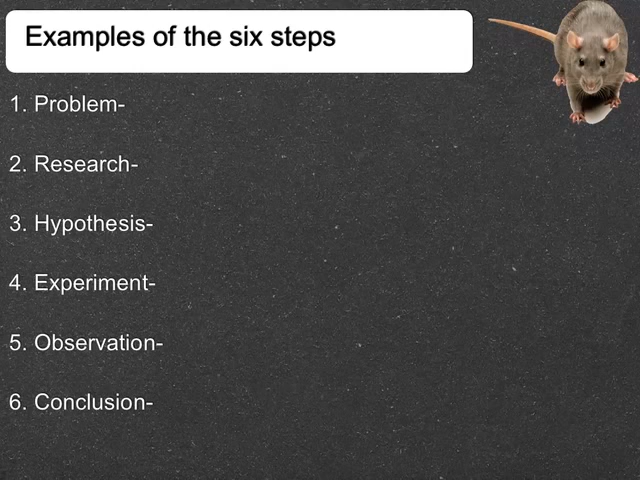 Examples of the six steps
1. Problem-
2. Research-
3. Hypothesis-
4. Experiment-
5. Observation-
6. Conclusion-